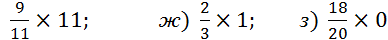 9/11 × 11; ж) 2/3 × 1; з) 18/20 × 0